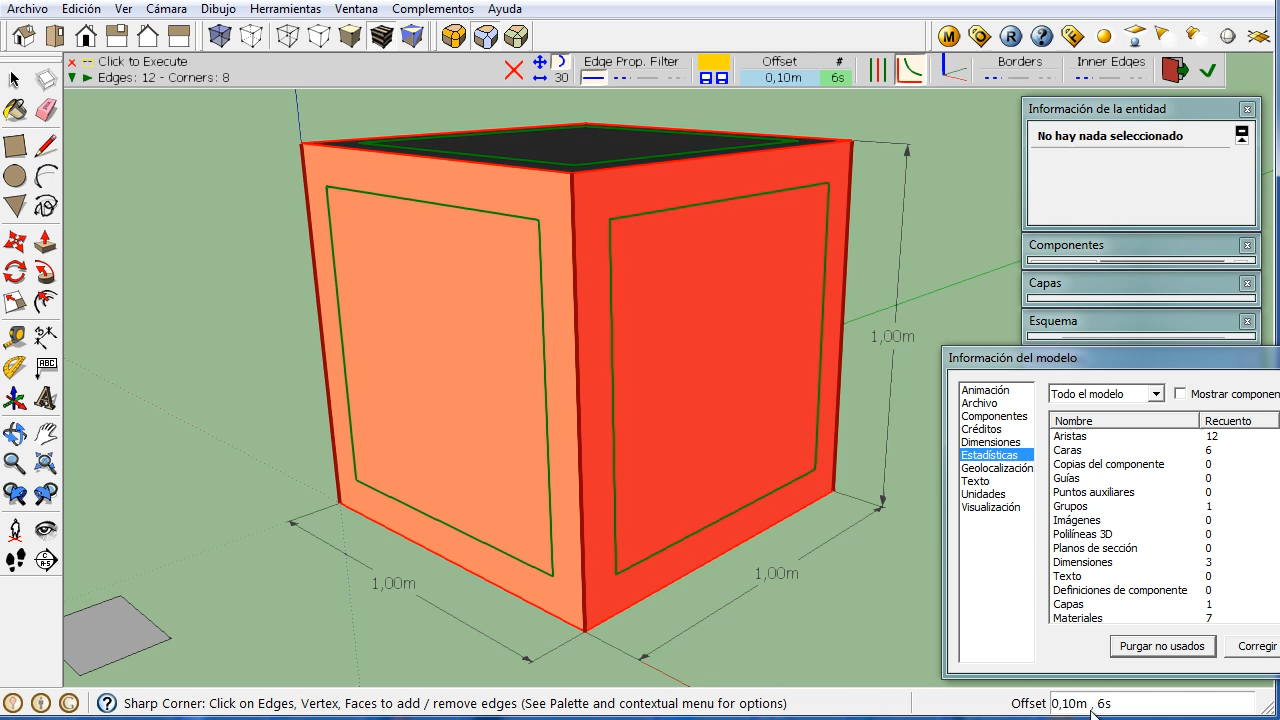 Archivo Edición Ver Cámara Dibujo Herramientas Ventana Complementos Ayuda
M R ?
Click to Execute
Edges: 12 - Corners: 8
30
Edge Prop. Filter
Offset #
0,10m 6s
Borders
Inner Edges
Información de la entidad
No hay nada seleccionado
Componentes
Capas
Esquema
ABC
A
1,00m
1,00m
1,00m
Información del modelo
Animación
Archivo
Componentes
Créditos
Dimensiones
Estadísticas
Geolocalización
Texto
Unidades
Visualización
Todo el modelo
Mostrar componen
Nombre Recuento
Aristas 12
Caras 6
Copias del componente 0
Guías 0
Puntos auxiliares 0
Grupos 1
Imágenes 0
Polilíneas 3D 0
Planos de sección 0
Dimensiones 3
Texto 0
Definiciones de componente 0
Capas 1
Materiales 7
Purgar no usados
Corregir
? Sharp Corner: Click on Edges, Vertex, Faces to add / remove edges (See Palette and contextual menu for options)
Offset 0,10m , 6s